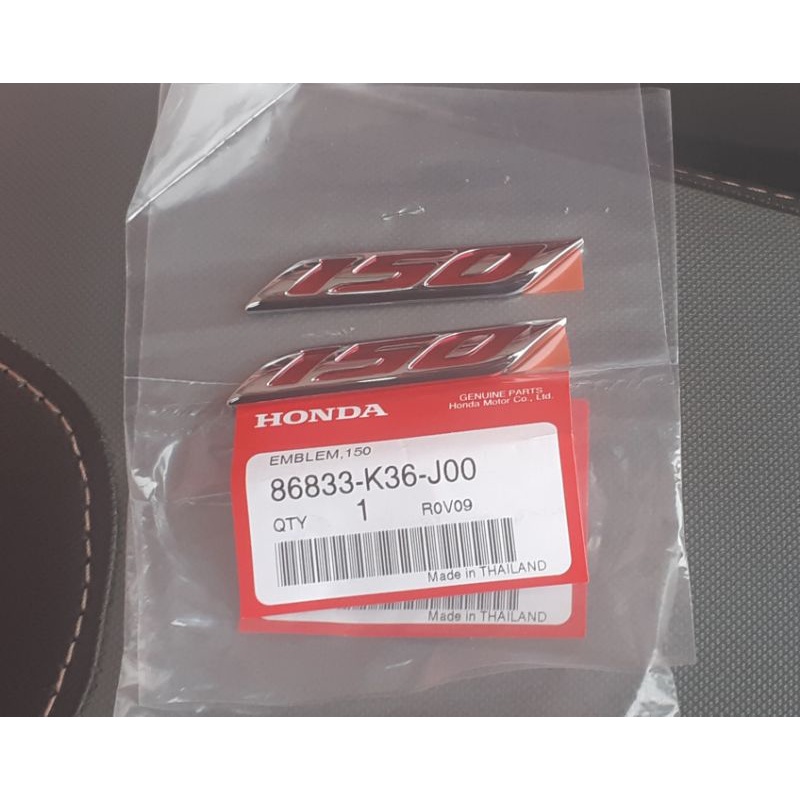 150
150
HONDA
GENUINE PARTS
Honda Motor Co., Ltd.
EMBLEM,150
86833-K36-J00
QTY 1 R0V09
Made in THAILAND
Made in THAILAND